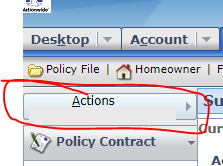 Nationwide®
Desktop Account
Policy File | Homeowner |
Actions Su
Policy Contract Cur